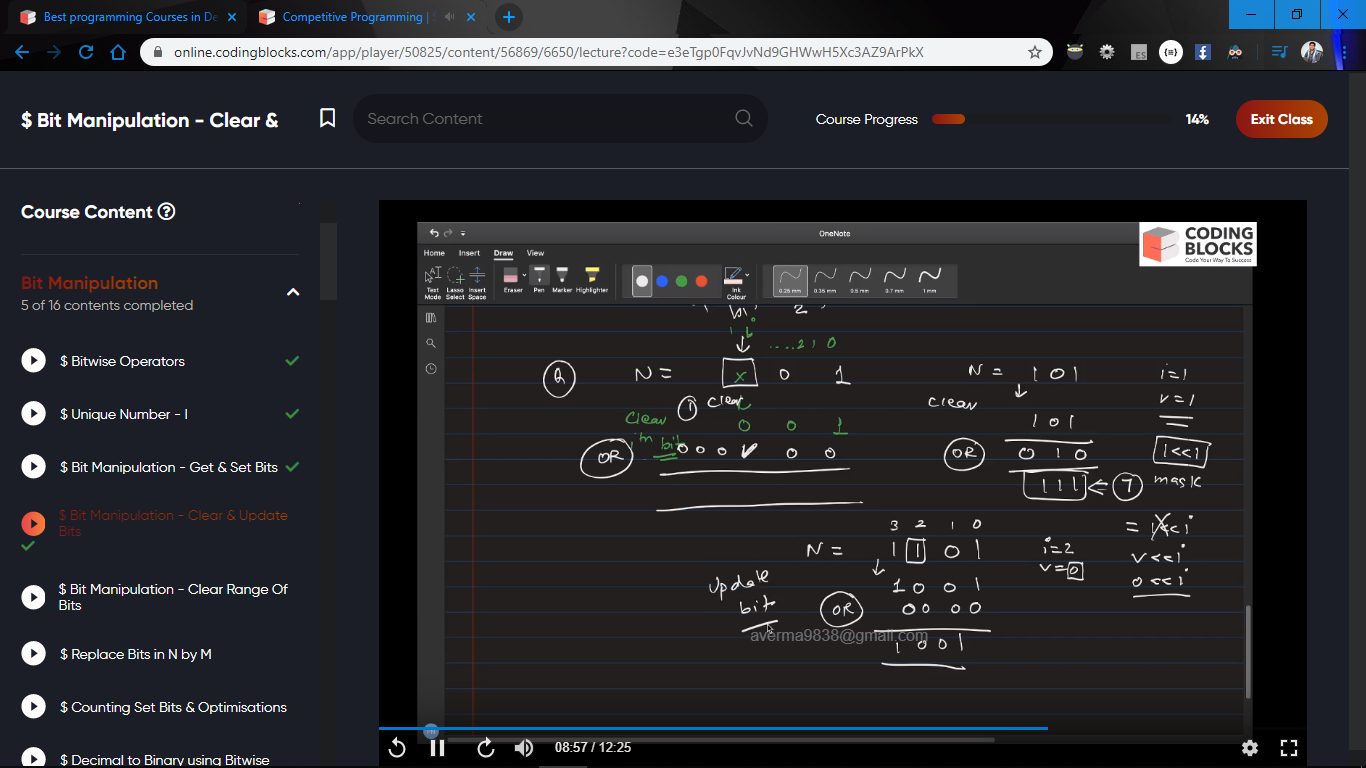 Best programming Courses in De
Competitive Programming |
online.codingblocks.com/app/player/50825/content/56869/6650/lecture?code=e3eTgp0FqvJvNd9GHWwH5Xc3AZ9ArPkX
$ Bit Manipulation - Clear &
Search Content
Course Progress
14%
Exit Class
Course Content
Bit Manipulation
5 of 16 contents completed
$ Bitwise Operators
$ Unique Number - I
$ Bit Manipulation - Get & Set Bits
$ Bit Manipulation - Clear & Update
Bits
$ Bit Manipulation - Clear Range Of
Bits
$ Replace Bits in N by M
$ Counting Set Bits & Optimisations
$ Decimal to Binary using Bitwise
OneNote
CODING
BLOCKS
Code Your Way To Success
Home Insert Draw View
Text Mode
Lasso Select
Insert Space
Eraser
Pen
Marker
Highlighter
Ink Colour
0.25 mm
0.35 mm
0.5 mm
0.7 mm
1 mm
....2 1 0
N = x 0 1
① Clear
Clear
ith bit
0 0 1
OR 0 0 0 ✓ 0 0
N = 1 0 1
i=1
v=1
clear
1 0 1
OR 0 1 0
1<<1
mask
1 1 1 ⇐ 7
3 2 1 0
N = 1 1 0 1
i=2
v=0
= 1<<i
v<<i
0<<i
update
bit
1 0 0 1
OR 0 0 0 0
averma9838@gmail.com
1 0 0 1
08:57 / 12:25